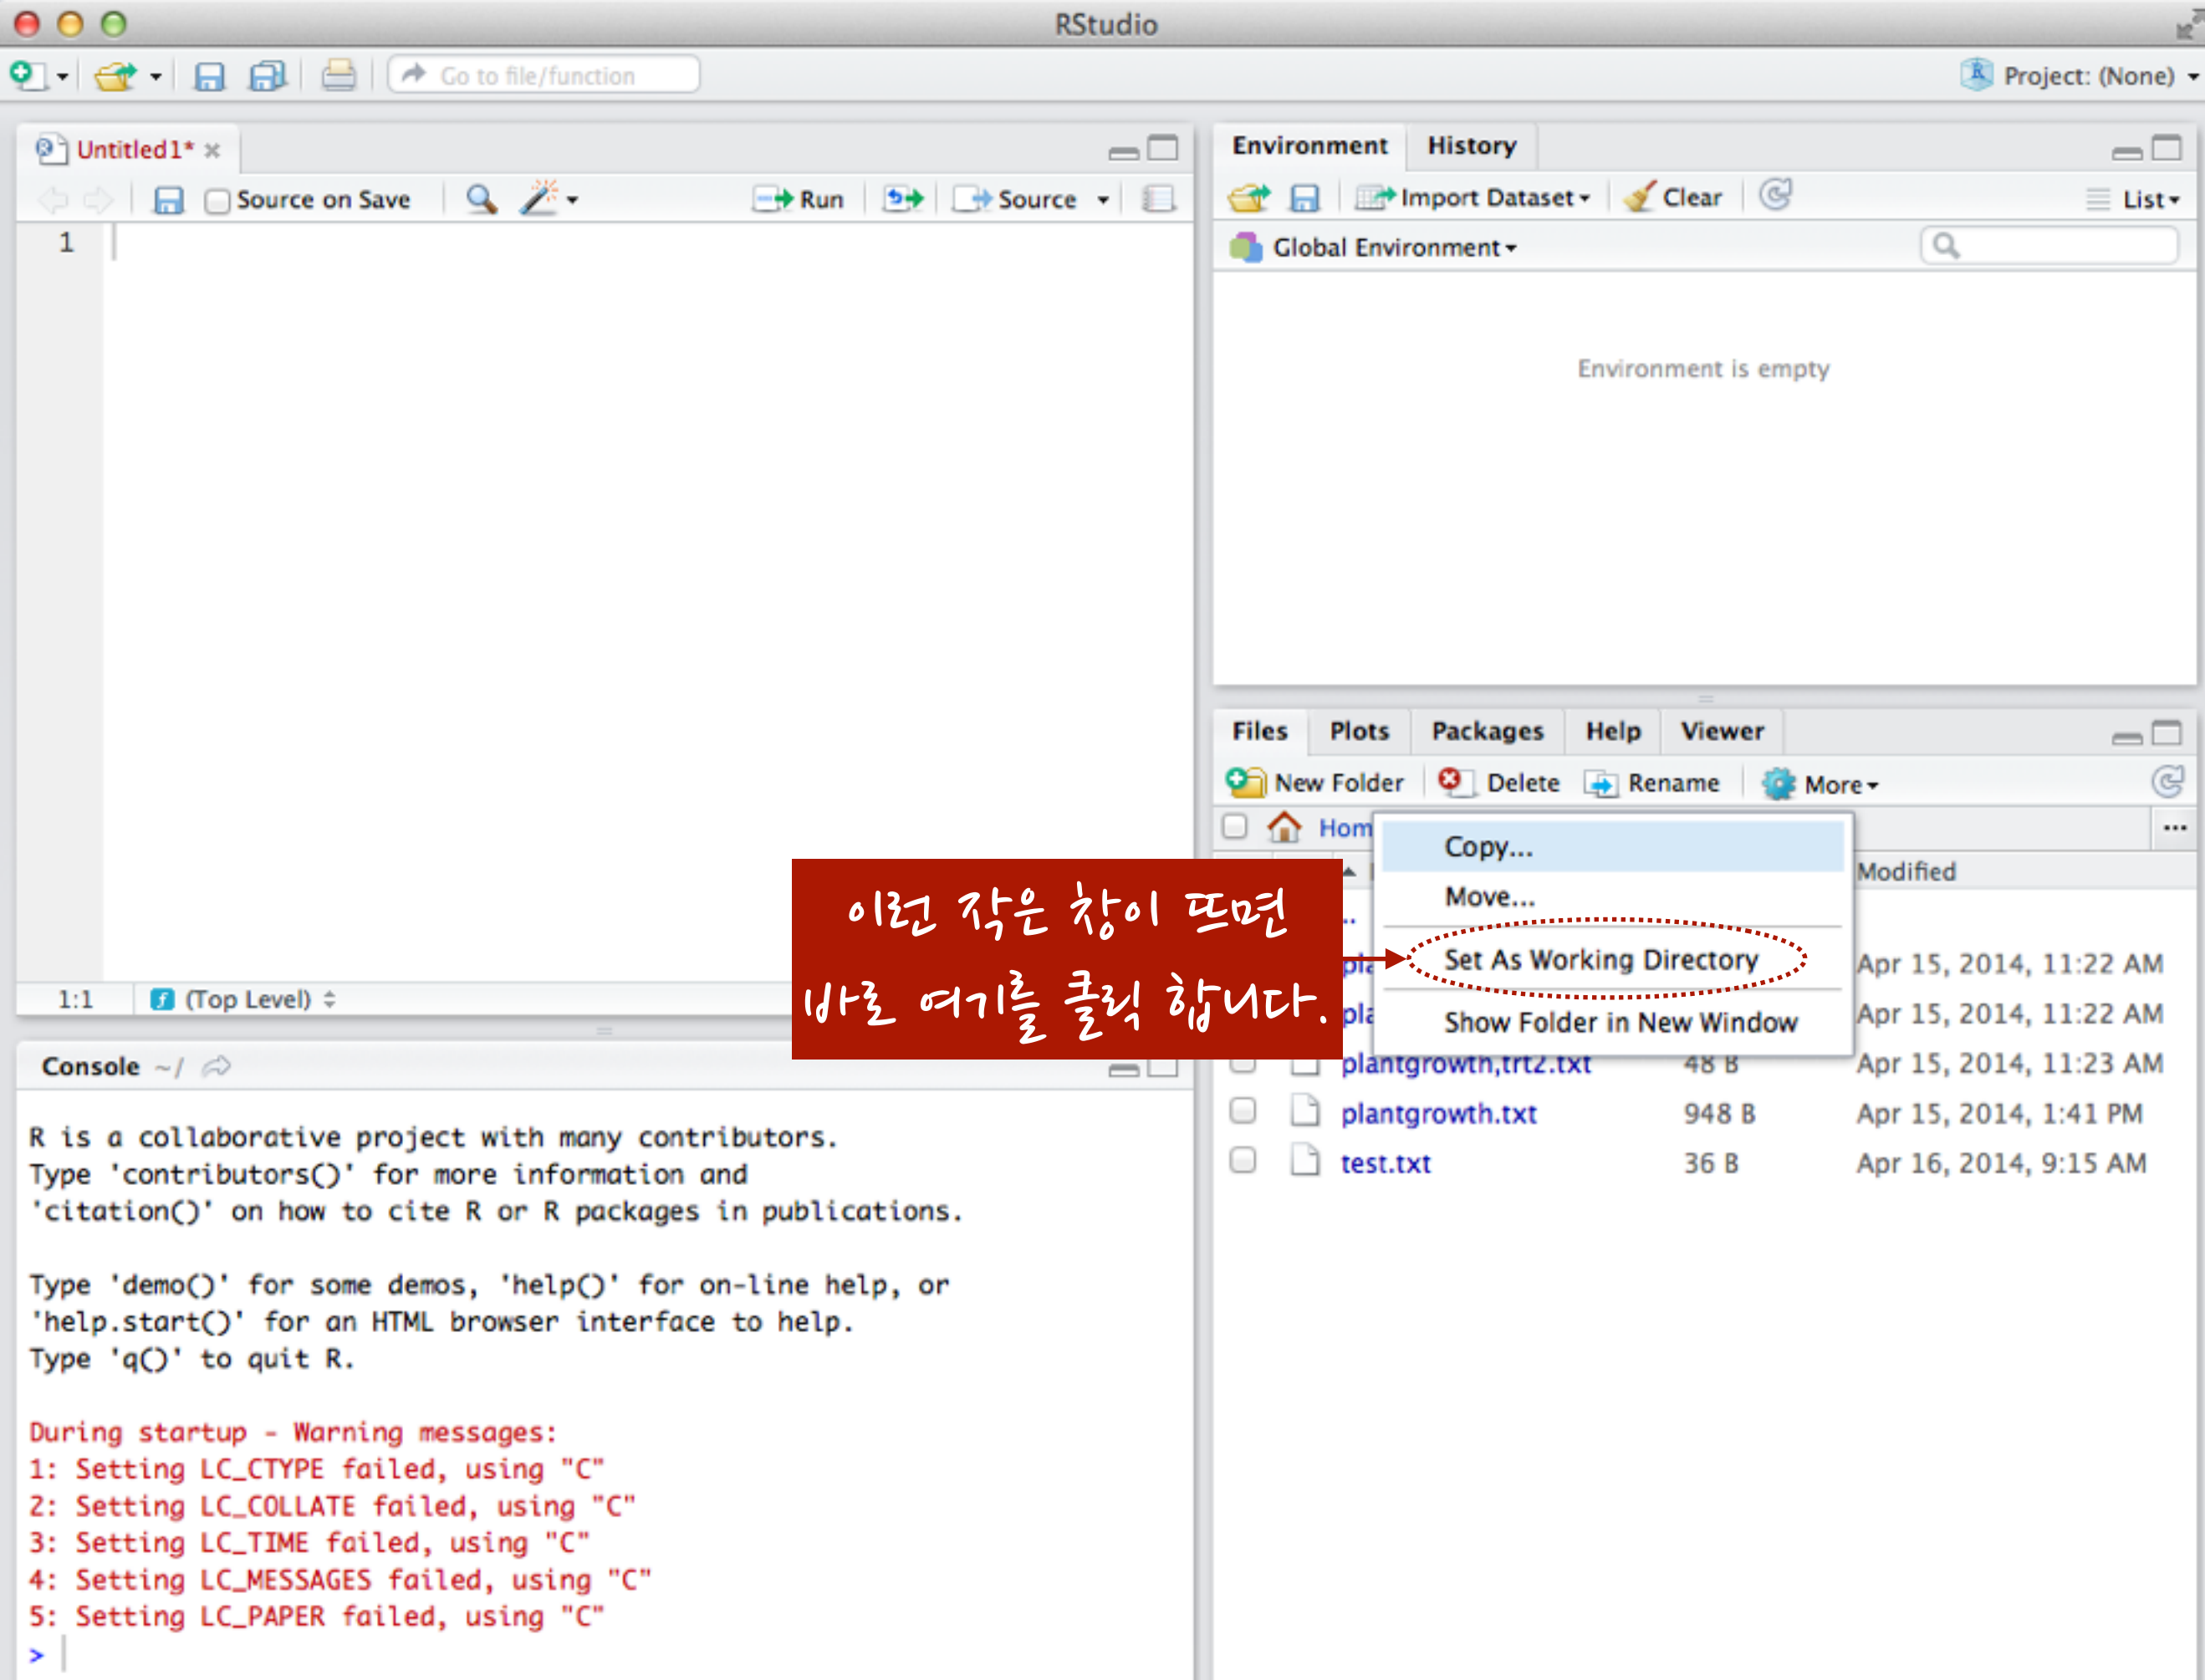 RStudio
Go to file/function
Project: (None)
Untitled1*
Source on Save
Run
Source
1
1:1
(Top Level)
Environment
History
Import Dataset
Clear
List
Global Environment
Environment is empty
Files
Plots
Packages
Help
Viewer
New Folder
Delete
Rename
More
Hom
...
Modified
Copy...
Move...
Set As Working Directory
Show Folder in New Window
이런 작은 창이 뜨면
바로 여기를 클릭 합니다.
..
pla Apr 15, 2014, 11:22 AM
pla Apr 15, 2014, 11:22 AM
plantgrowth,trt2.txt 48 B Apr 15, 2014, 11:23 AM
plantgrowth.txt 948 B Apr 15, 2014, 1:41 PM
test.txt 36 B Apr 16, 2014, 9:15 AM
Console ~/
R is a collaborative project with many contributors.
Type 'contributors()' for more information and
'citation()' on how to cite R or R packages in publications.
Type 'demo()' for some demos, 'help()' for on-line help, or
'help.start()' for an HTML browser interface to help.
Type 'q()' to quit R.
During startup - Warning messages:
1: Setting LC_CTYPE failed, using "C"
2: Setting LC_COLLATE failed, using "C"
3: Setting LC_TIME failed, using "C"
4: Setting LC_MESSAGES failed, using "C"
5: Setting LC_PAPER failed, using "C"
>